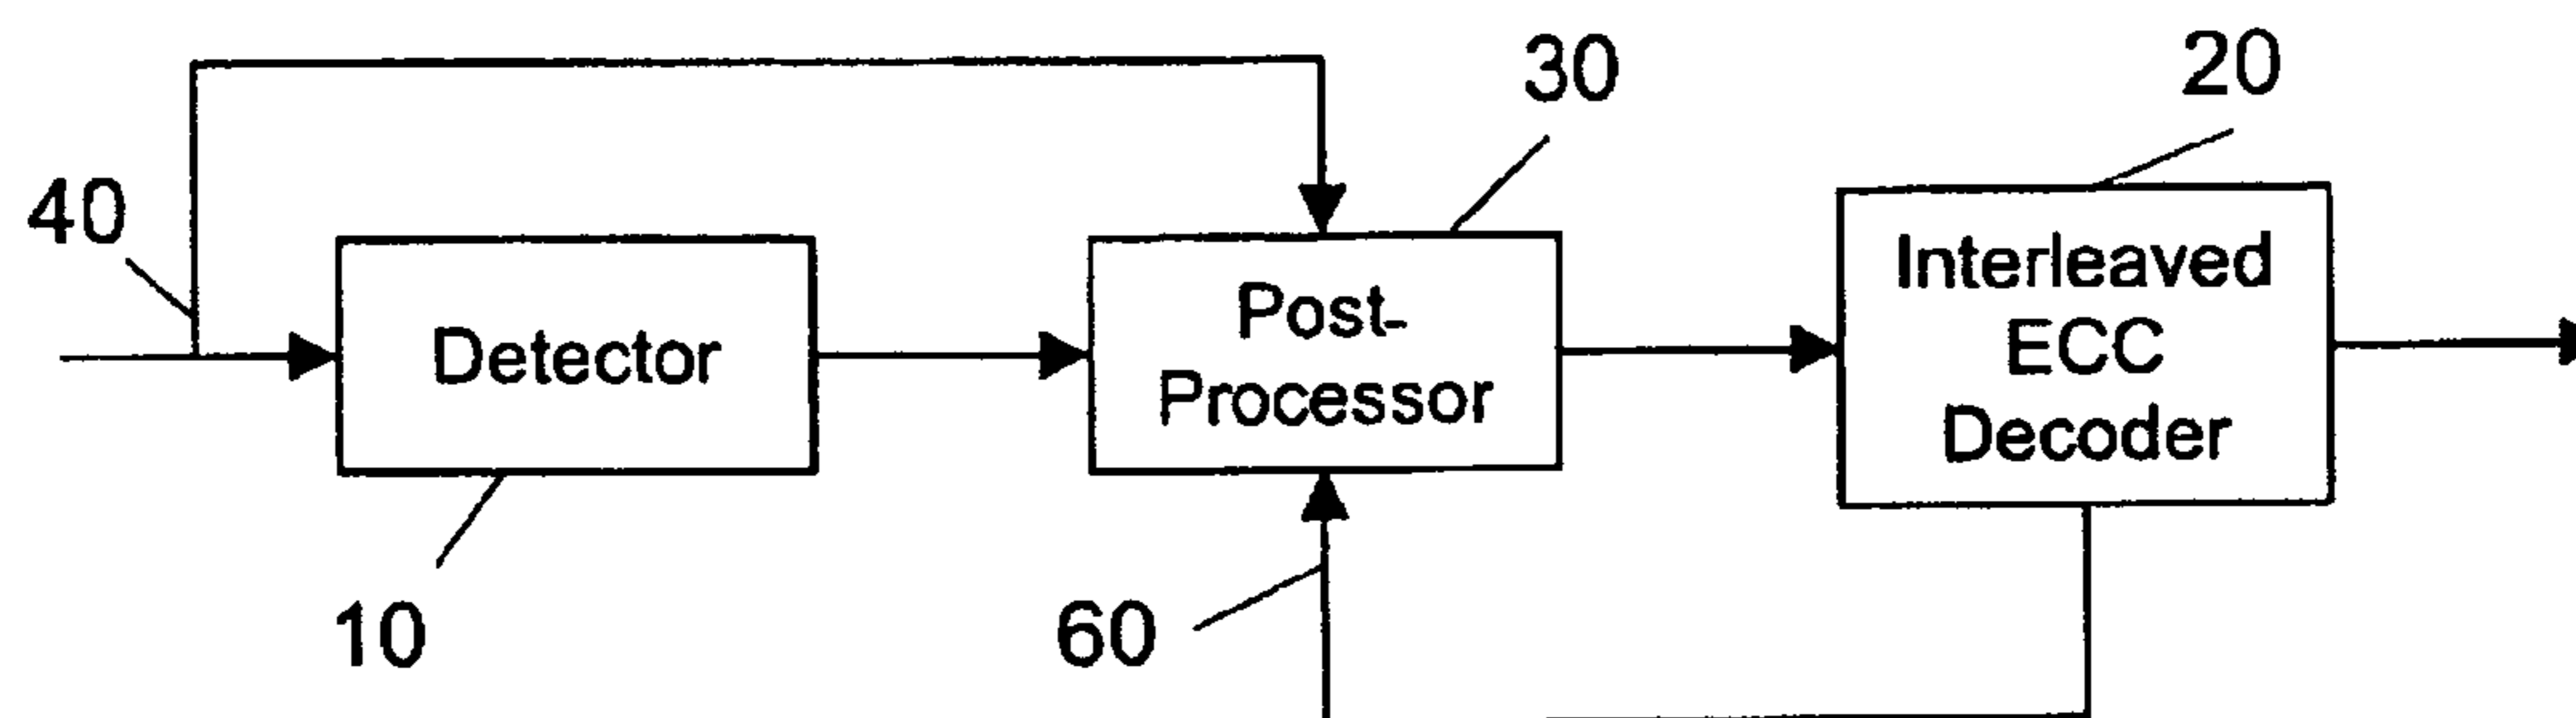 30
20
40
Interleaved
ECC
Decoder
Post-
Processor
Detector
10
60